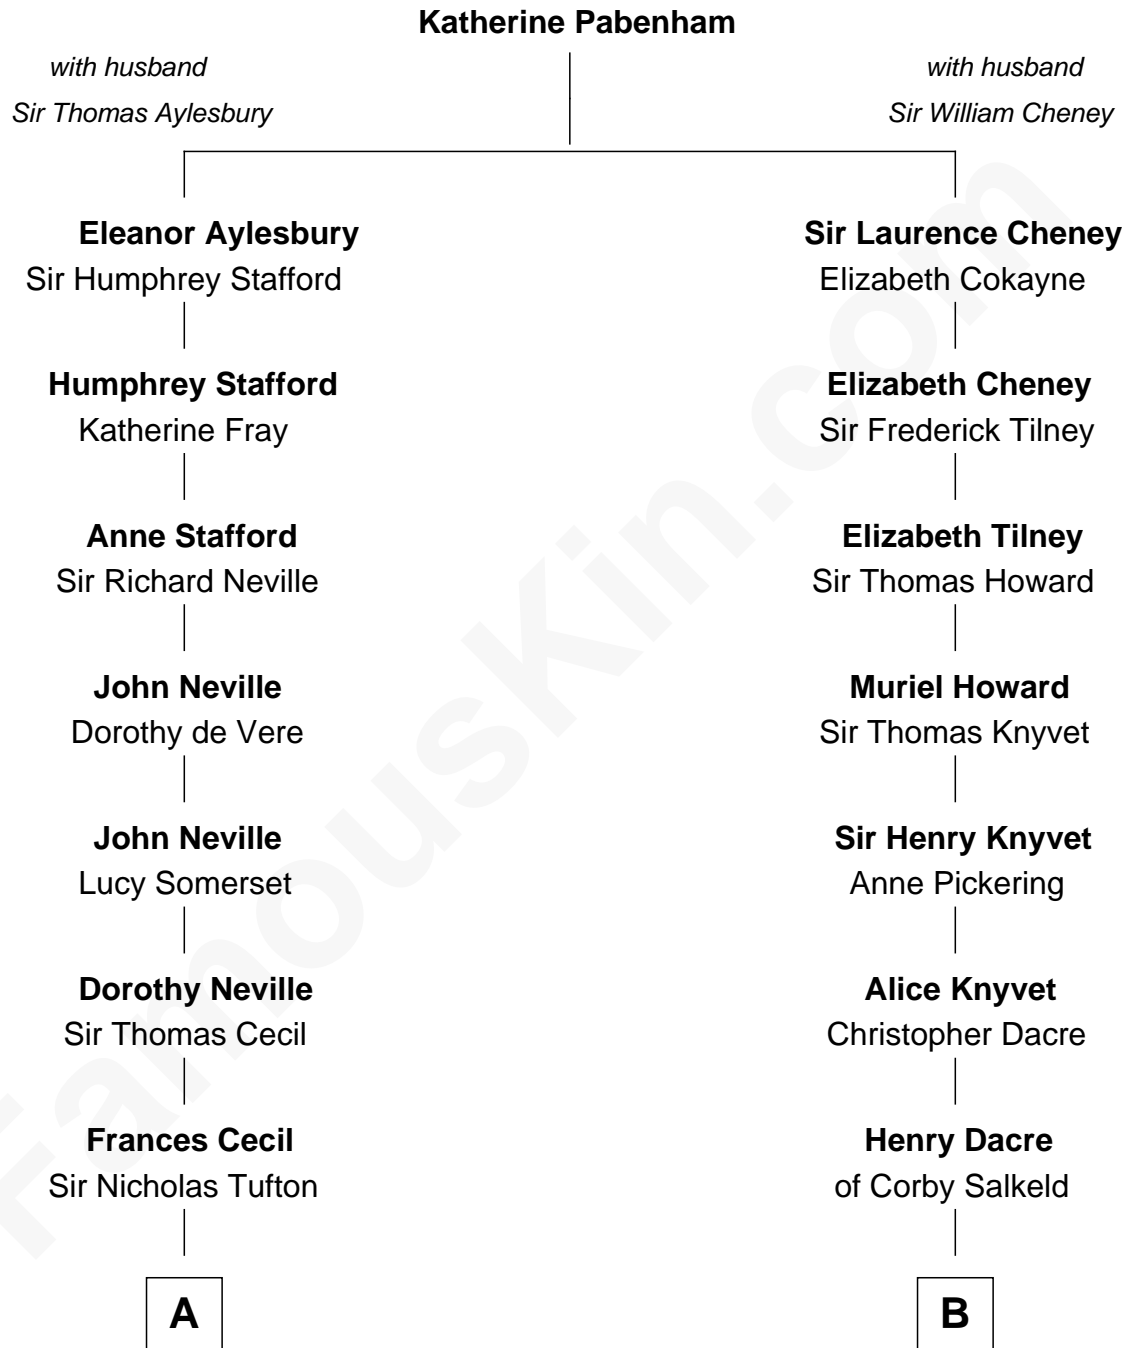 Katherine Pabenham
with husband
Sir Thomas Aylesbury
with husband
Sir William Cheney
Eleanor Aylesbury
Sir Humphrey Stafford
Sir Laurence Cheney
Elizabeth Cokayne
Humphrey Stafford
Katherine Fray
Elizabeth Cheney
Sir Frederick Tilney
Anne Stafford
Sir Richard Neville
Elizabeth Tilney
Sir Thomas Howard
John Neville
Dorothy de Vere
Muriel Howard
Sir Thomas Knyvet
John Neville
Lucy Somerset
Sir Henry Knyvet
Anne Pickering
Dorothy Neville
Sir Thomas Cecil
Alice Knyvet
Christopher Dacre
Frances Cecil
Sir Nicholas Tufton
Henry Dacre
of Corby Salkeld
A
B
FamousKin.com